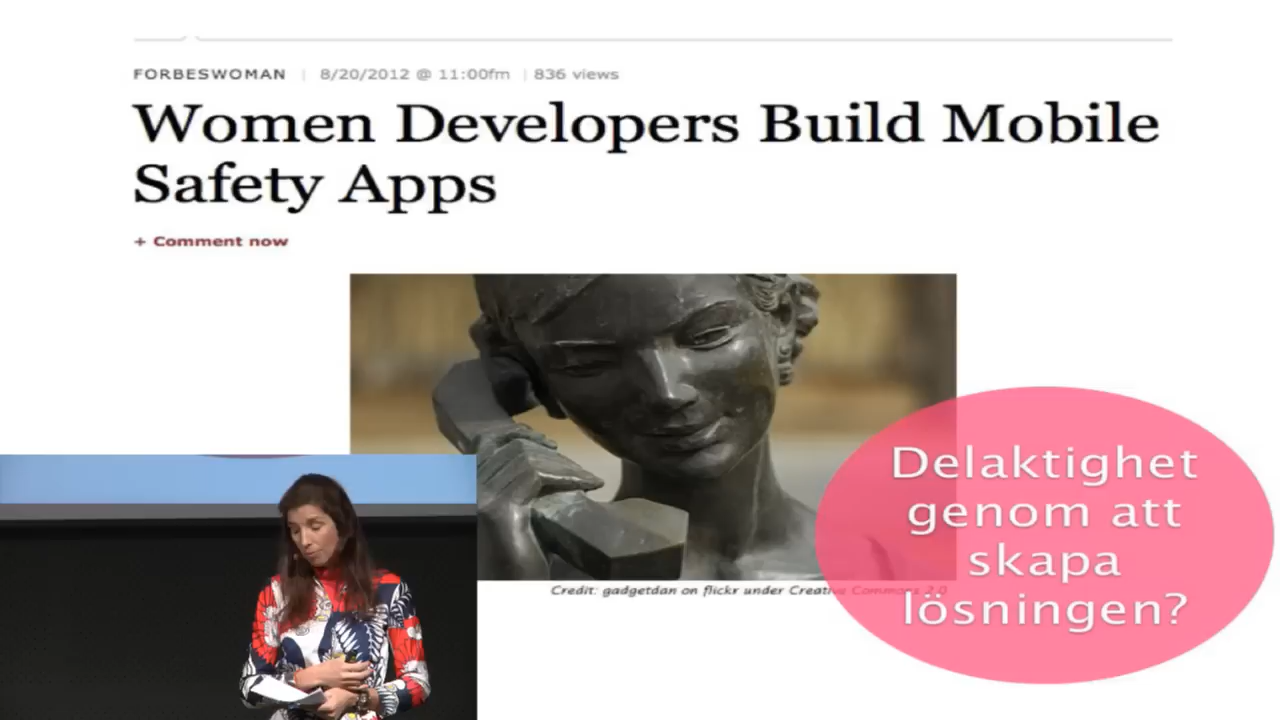 FORBESWOMAN | 8/20/2012 @ 11:00fm | 836 views
Women Developers Build Mobile
Safety Apps
+ Comment now
Credit: gadgetdan on flickr under Creative Commons 2.0
Delaktighet
genom att
skapa
lösningen?